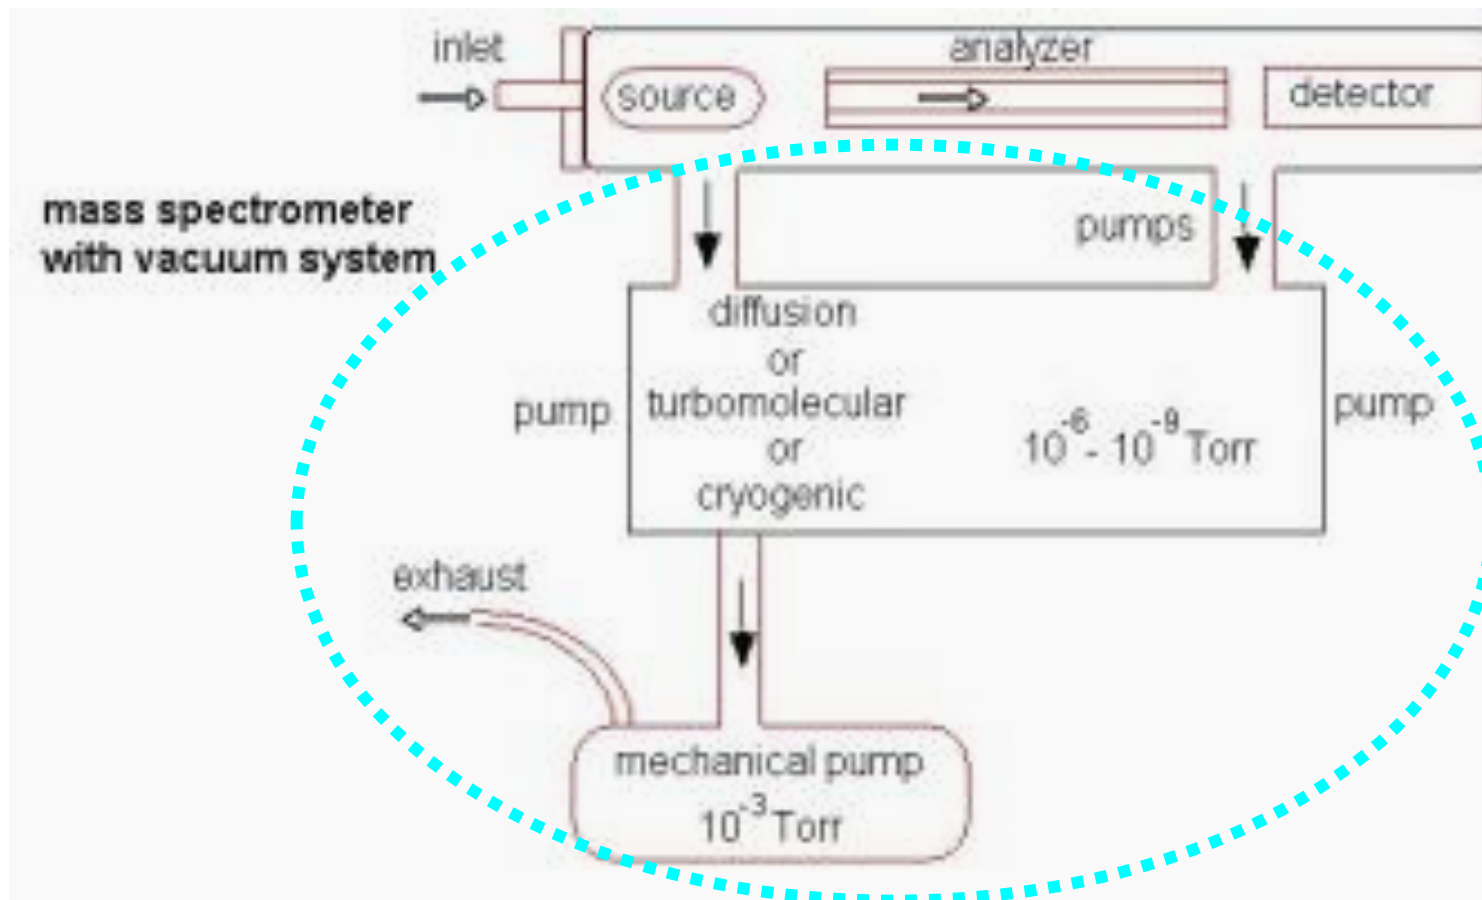 inlet
analyzer
source
detector
mass spectrometer
with vacuum system
pumps
diffusion
or
turbomolecular
or
cryogenic
pump
10⁻⁶- 10⁻⁹ Torr
pump
exhaust
mechanical pump
10⁻³ Torr